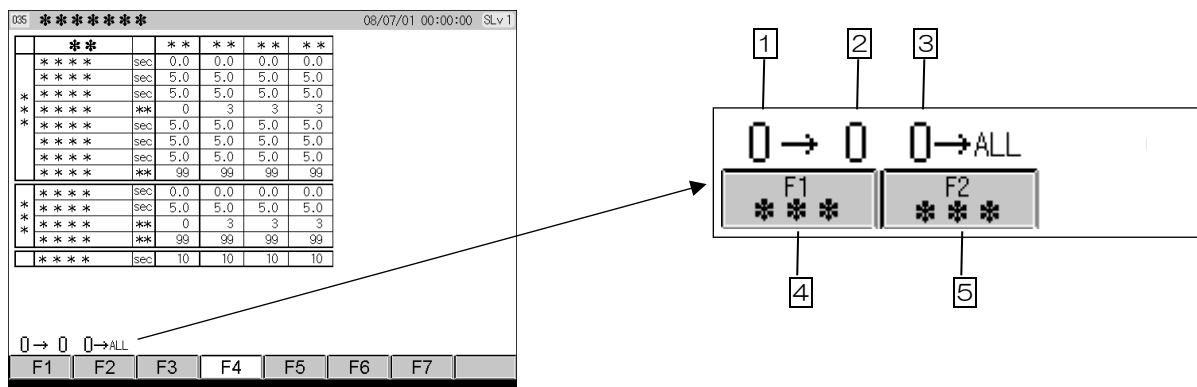 035 ******* 08/07/01 00:00:00 SLv 1
** ** ** ** **
**** sec 0.0 0.0 0.0 0.0
**** sec 5.0 5.0 5.0 5.0
**** sec 5.0 5.0 5.0 5.0
*** **** ** 0 3 3 3
**** sec 5.0 5.0 5.0 5.0
**** sec 5.0 5.0 5.0 5.0
**** sec 5.0 5.0 5.0 5.0
**** ** 99 99 99 99
**** sec 0.0 0.0 0.0 0.0
*** **** sec 5.0 5.0 5.0 5.0
**** ** 0 3 3 3
**** ** 99 99 99 99
**** sec 10 10 10 10
0→ 0 0→ALL
F1 F2 F3 F4 F5 F6 F7
1 2 3
0→ 0 0→ALL
F1 F2
*** ***
4 5